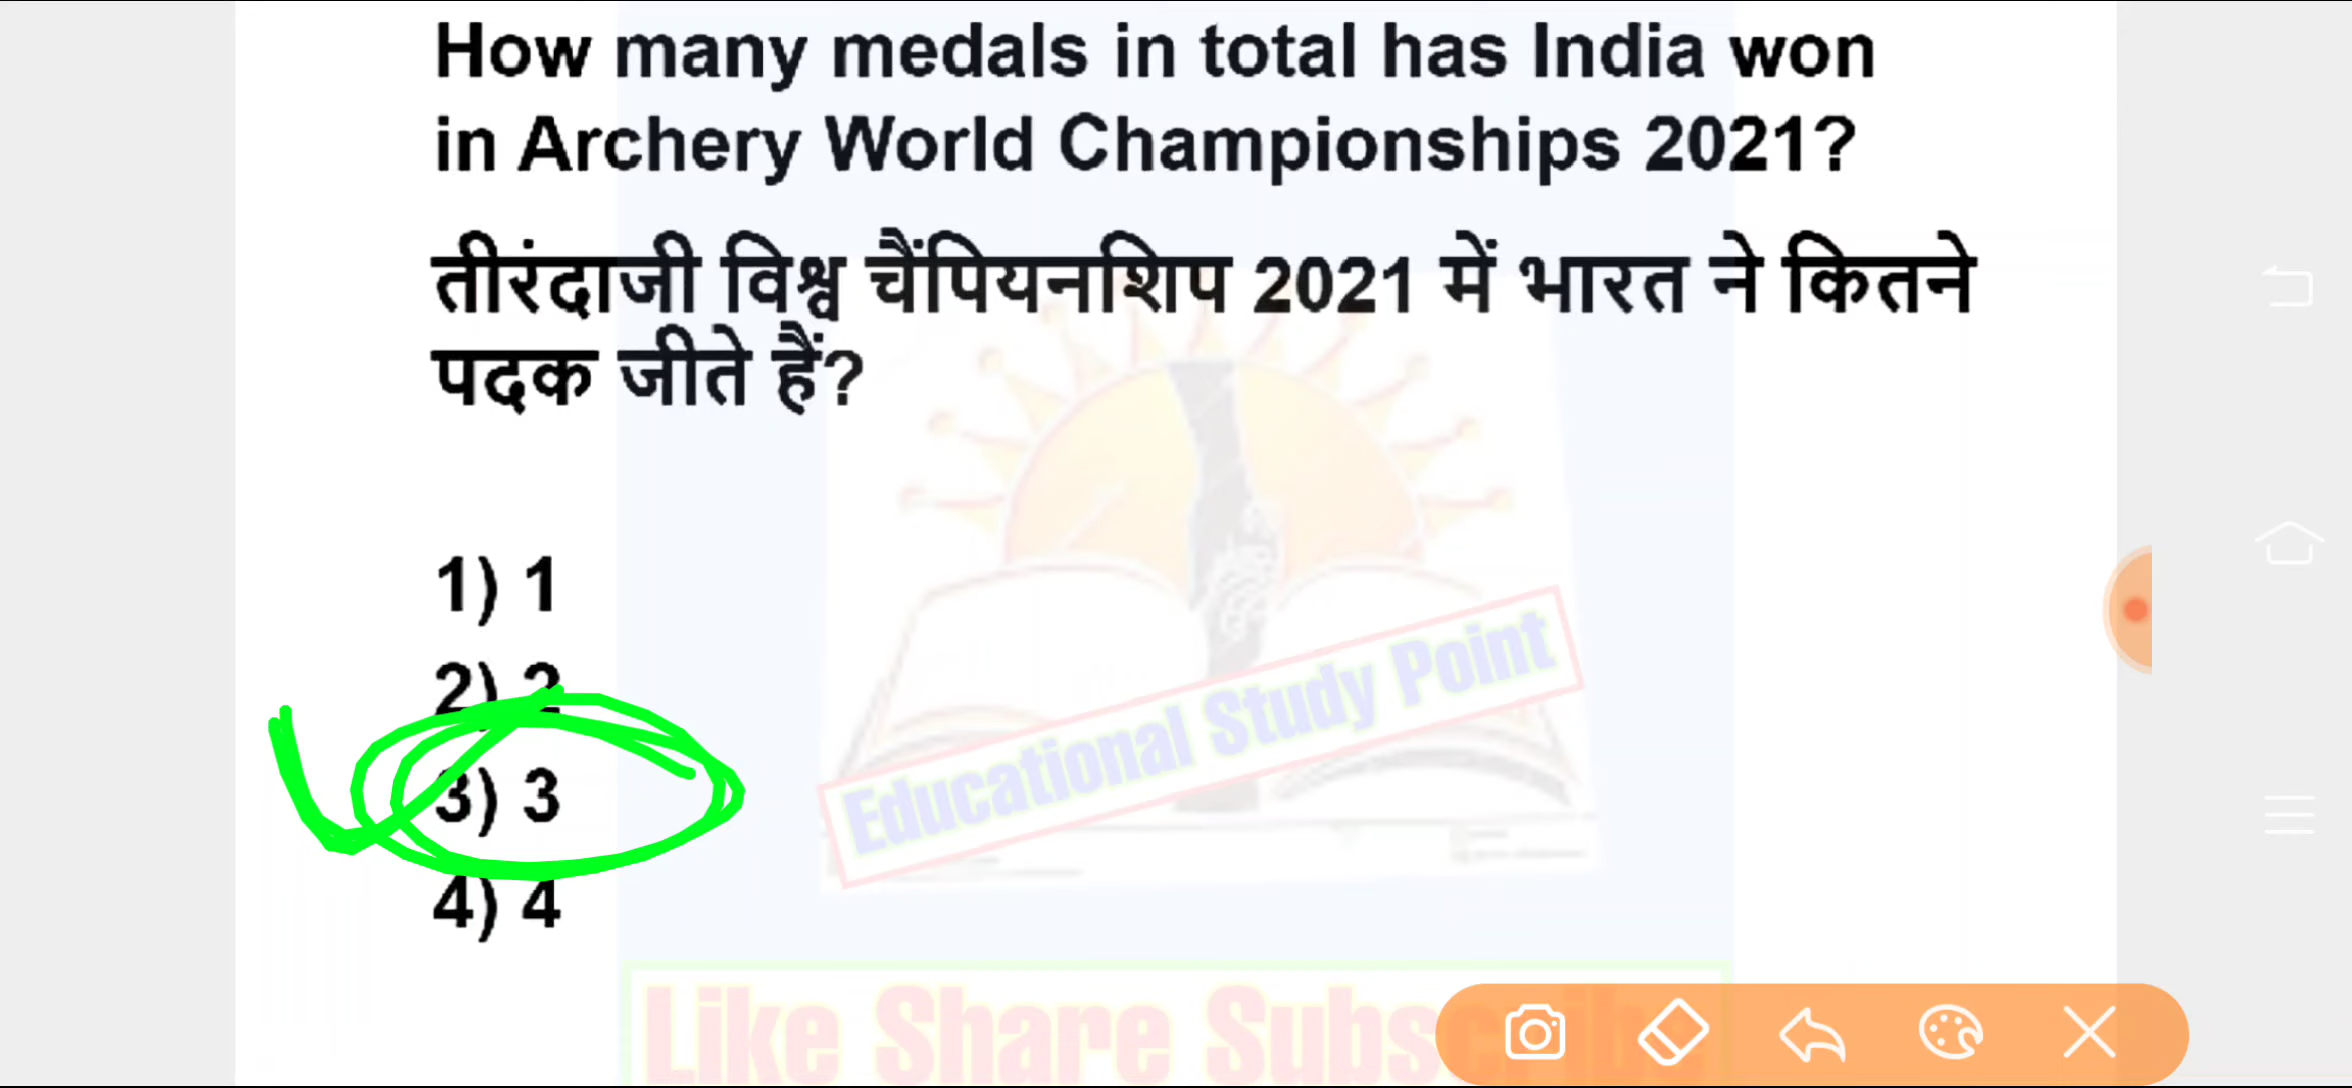 How many medals in total has India won
in Archery World Championships 2021?
तीरंदाजी विश्व चैंपियनशिप 2021 में भारत ने कितने
पदक जीते हैं?
1) 1
2) 2
3) 3
4) 4
Educational Study Point
Like Share Subscribe